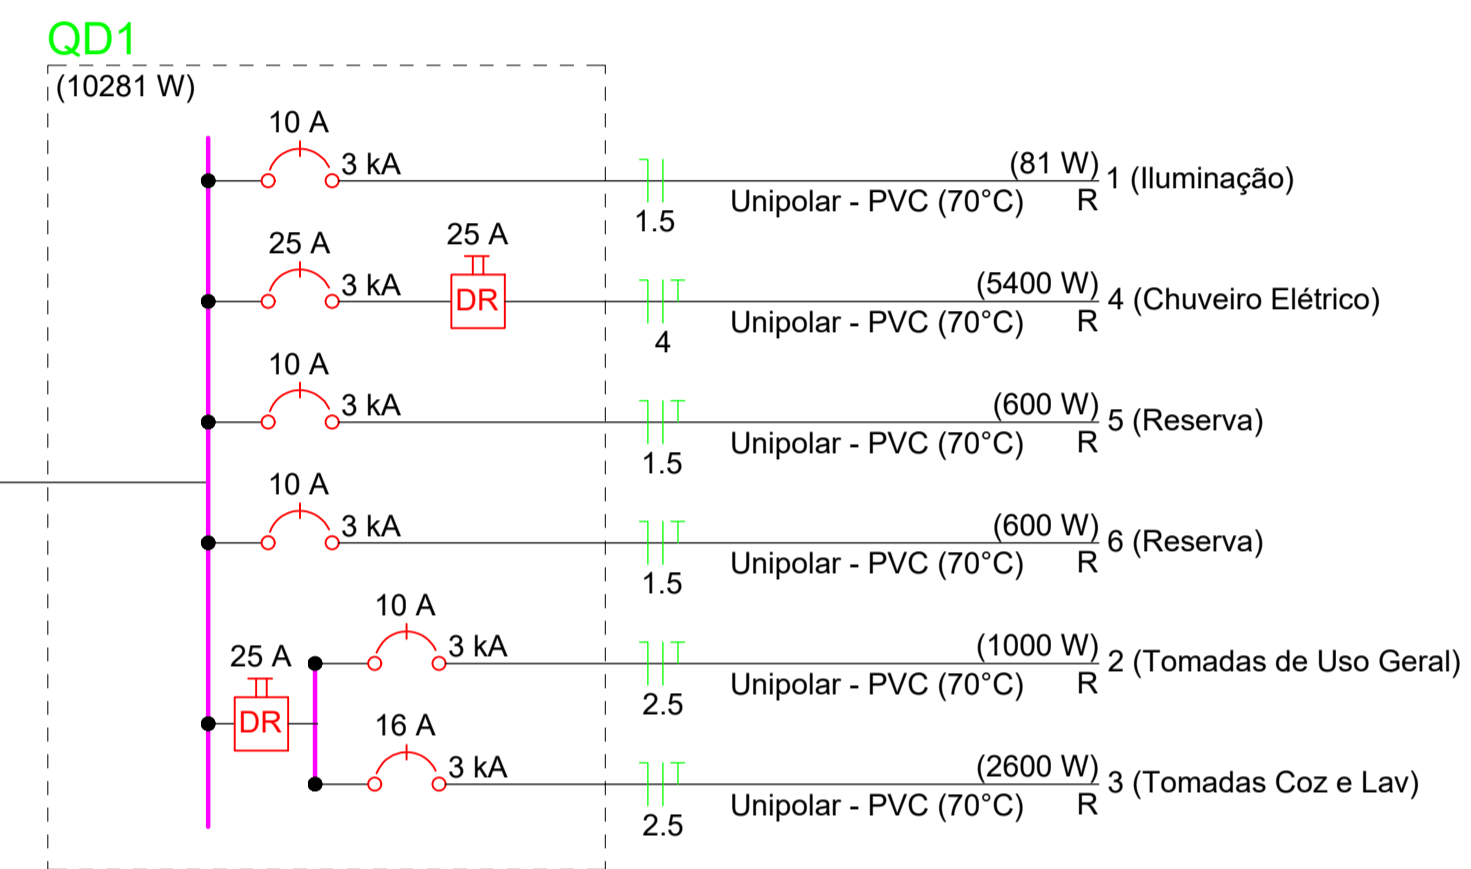 QD1
(10281 W)
10 A
3 kA
1.5
Unipolar - PVC (70°C)
(81 W)
R
1 (Iluminação)
25 A
3 kA
25 A
DR
4
Unipolar - PVC (70°C)
(5400 W)
R
4 (Chuveiro Elétrico)
10 A
3 kA
1.5
Unipolar - PVC (70°C)
(600 W)
R
5 (Reserva)
10 A
3 kA
1.5
Unipolar - PVC (70°C)
(600 W)
R
6 (Reserva)
25 A
DR
10 A
3 kA
2.5
Unipolar - PVC (70°C)
(1000 W)
R
2 (Tomadas de Uso Geral)
16 A
3 kA
2.5
Unipolar - PVC (70°C)
(2600 W)
R
3 (Tomadas Coz e Lav)